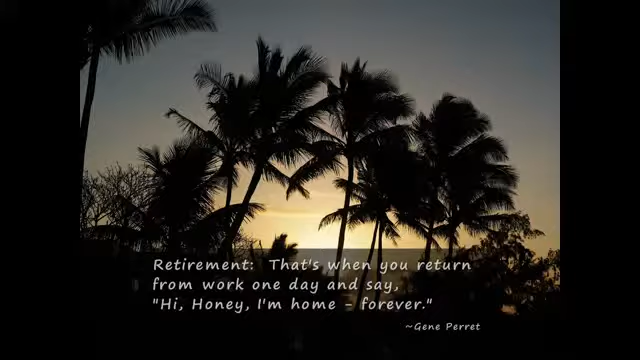 Retirement:  That's when you return
from work one day and say,
"Hi, Honey, I'm home - forever."
~Gene Perret